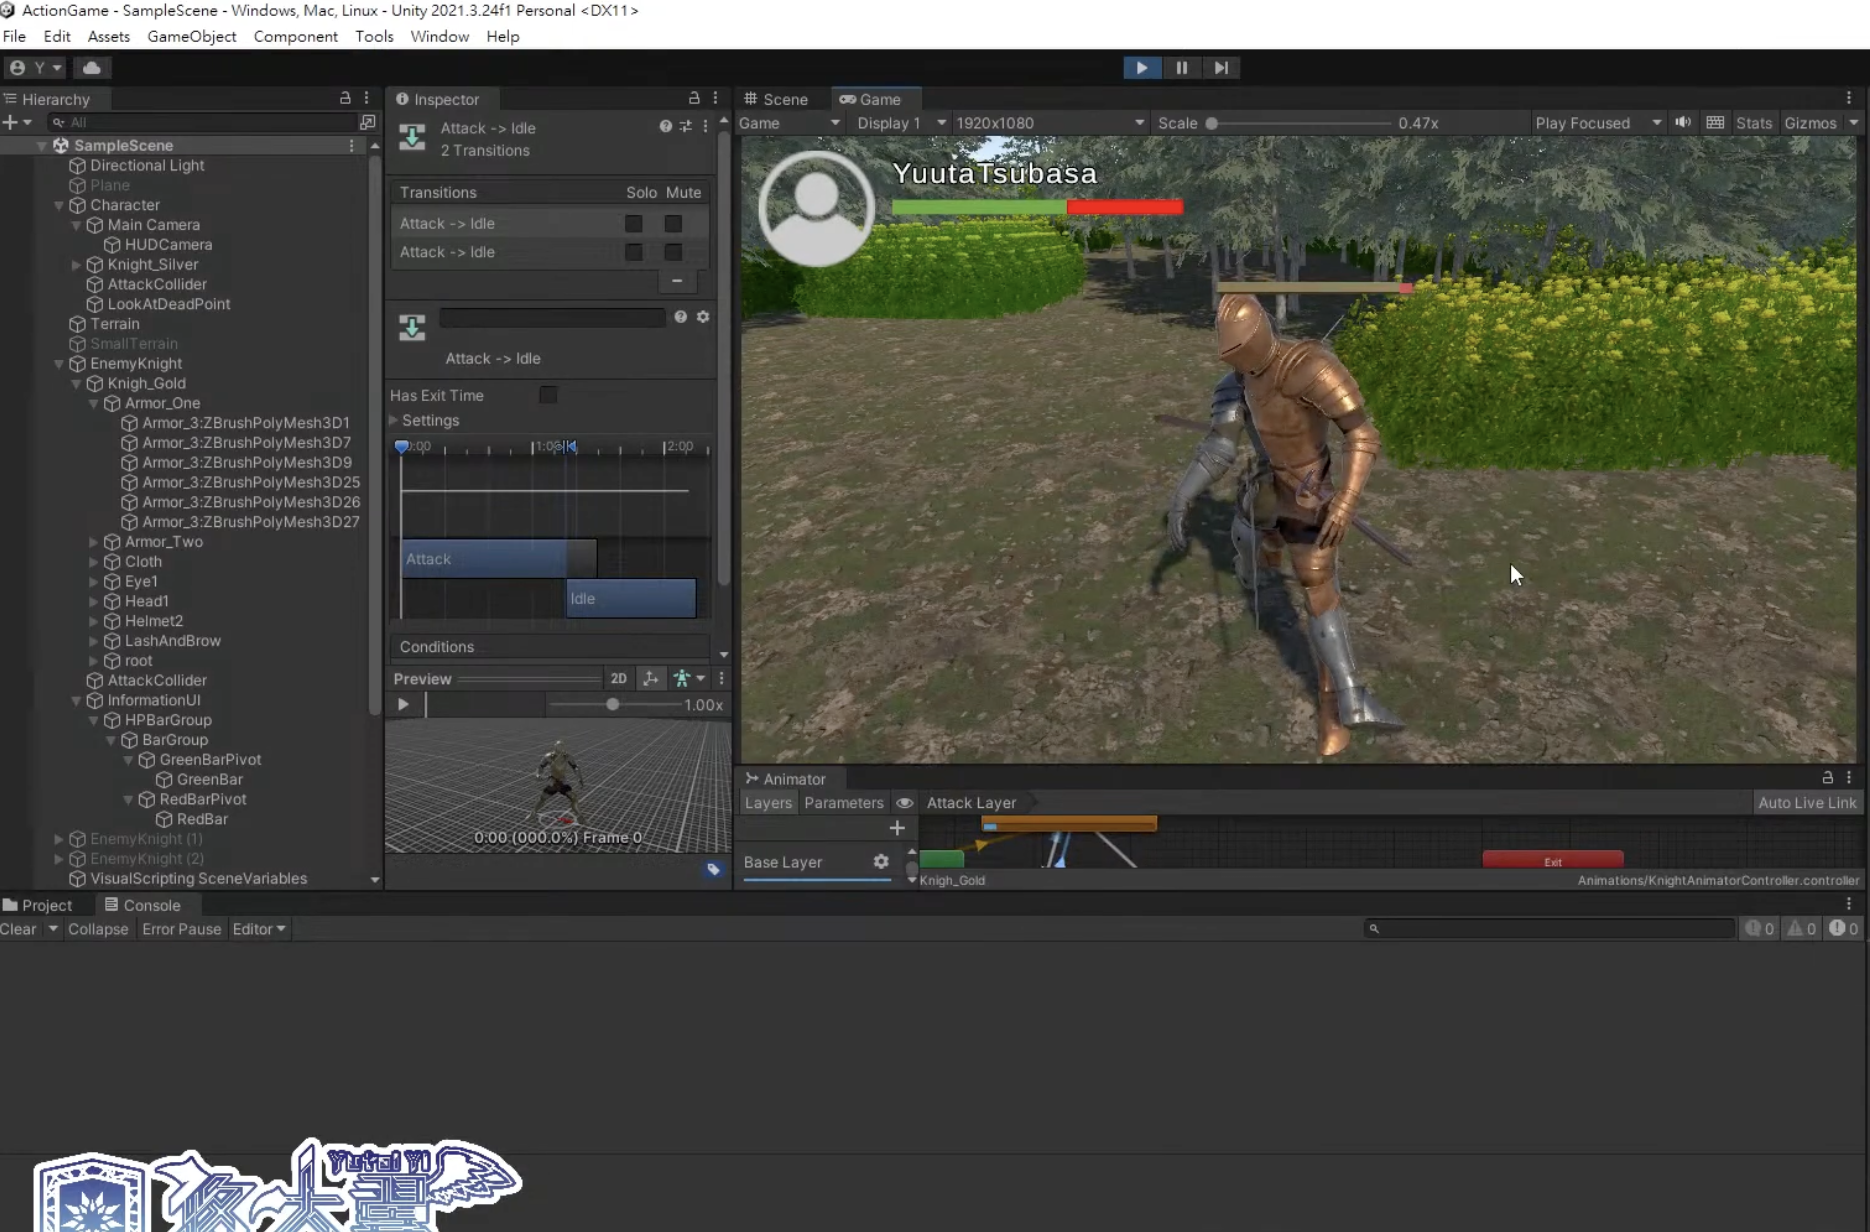 ActionGame - SampleScene - Windows, Mac, Linux - Unity 2021.3.24f1 Personal <DX11>
File Edit Assets GameObject Component Tools Window Help
Y
Hierarchy
All
SampleScene
Directional Light
Plane
Character
Main Camera
HUDCamera
Knight_Silver
AttackCollider
LookAtDeadPoint
Terrain
SmallTerrain
EnemyKnight
Knigh_Gold
Armor_One
Armor_3:ZBrushPolyMesh3D1
Armor_3:ZBrushPolyMesh3D7
Armor_3:ZBrushPolyMesh3D9
Armor_3:ZBrushPolyMesh3D25
Armor_3:ZBrushPolyMesh3D26
Armor_3:ZBrushPolyMesh3D27
Armor_Two
Cloth
Eye1
Head1
Helmet2
LashAndBrow
root
AttackCollider
InformationUI
HPBarGroup
BarGroup
GreenBarPivot
GreenBar
RedBarPivot
RedBar
EnemyKnight (1)
EnemyKnight (2)
VisualScripting SceneVariables
Inspector
Attack -> Idle
2 Transitions
Transitions Solo Mute
Attack -> Idle
Attack -> Idle
Attack -> Idle
Has Exit Time
Settings
2:00
Attack
Idle
Conditions
Preview 2D
1.00x
0:00 (000.0%) Frame 0
Scene Game
Game Display 1 1920x1080 Scale 0.47x Play Focused Stats Gizmos
YuutaTsubasa
Animator
Layers Parameters Attack Layer Auto Live Link
Base Layer
Exit
Knigh_Gold Animations/KnightAnimatorController.controller
Project Console
Clear Collapse Error Pause Editor 0 0 0
Yutai Yi